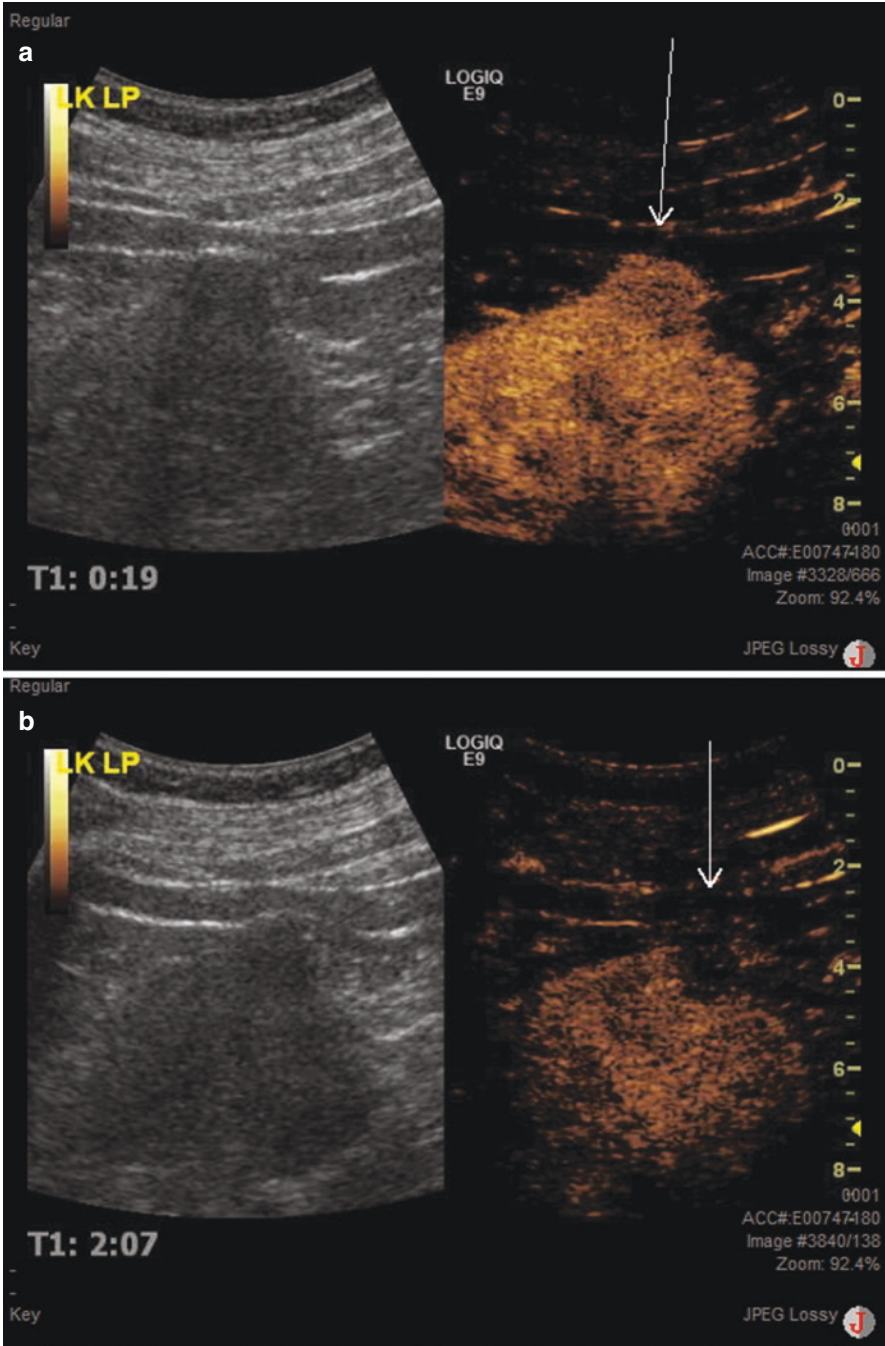 Regular
a
LK LP
LOGIQ
E9
0
2
4
6
8
T1: 0:19
0001
ACC#:E00747480
Image #3328/666
Zoom: 92.4%
Key
JPEG Lossy
J
Regular
b
LK LP
LOGIQ
E9
0
2
4
6
8
T1: 2:07
0001
ACC#:E00747480
Image #3840/138
Zoom: 92.4%
Key
JPEG Lossy
J